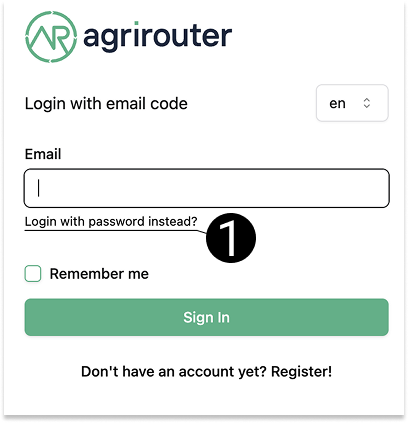 AR agrirouter
Login with email code
en
Email
Login with password instead?
1
Remember me
Sign In
Don't have an account yet? Register!